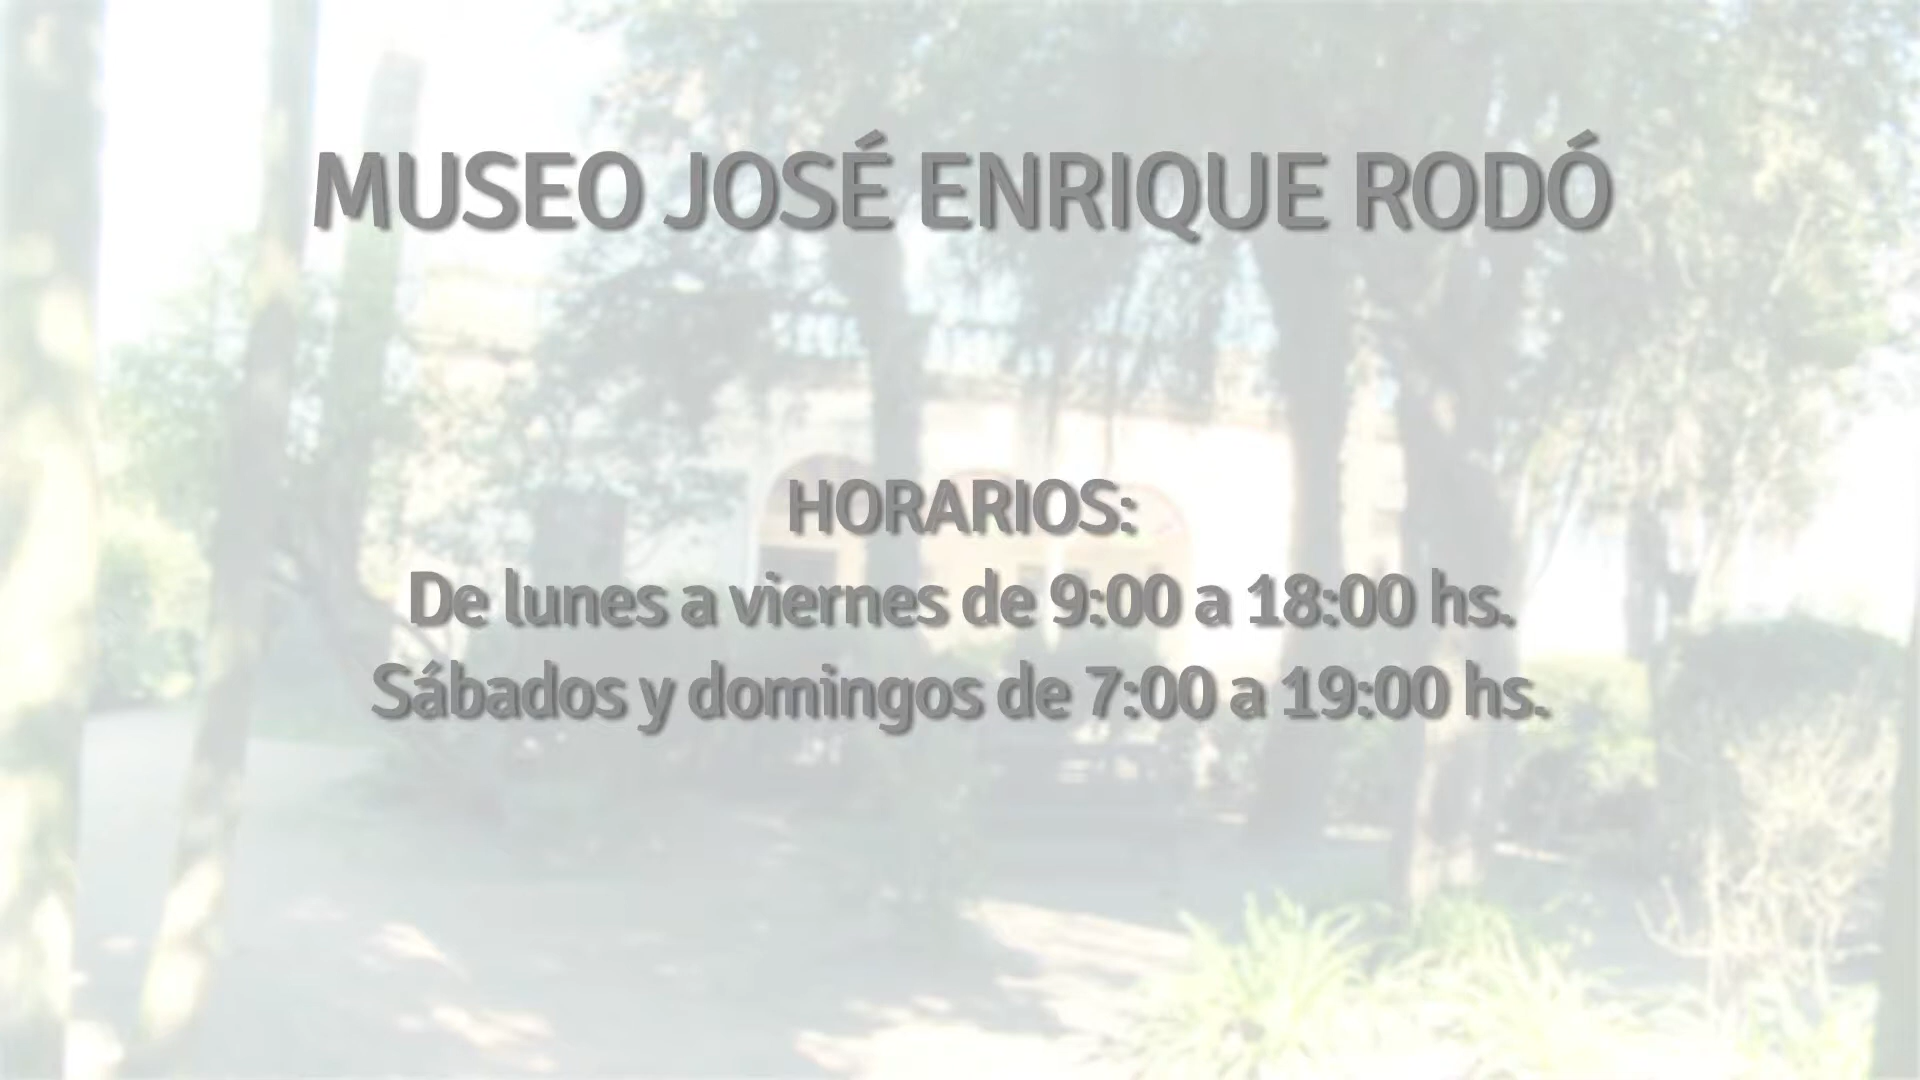 MUSEO JOSÉ ENRIQUE RODÓ
HORARIOS:
De lunes a viernes de 9:00 a 18:00 hs.
Sábados y domingos de 7:00 a 19:00 hs.